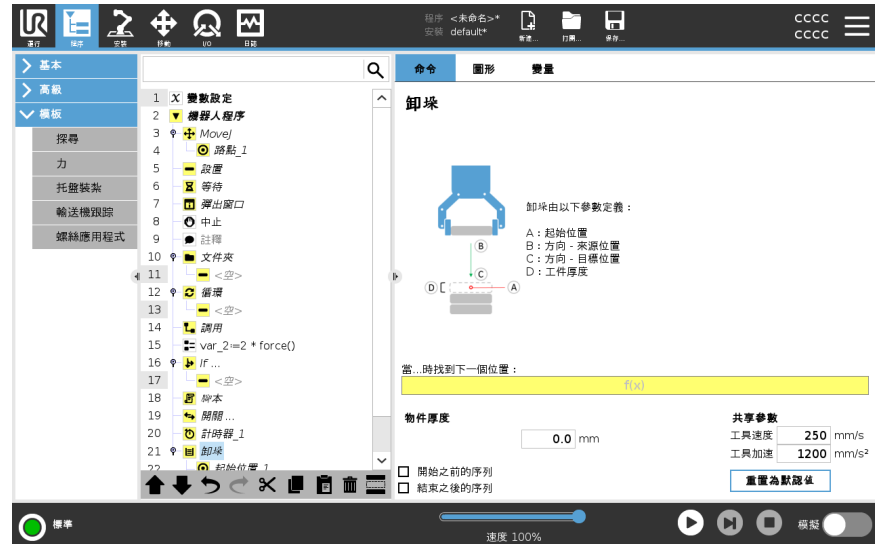 程序 <未命名>*
安裝 default*
新建...
打開...
保存...
CCCC
CCCC
運行
程序
安裝
移動
I/O
日誌
基本
高級
模板
探尋
力
托盤裝紮
輸送機跟踪
螺絲應用程式
1 X 變數設定
2 機器人程序
3 MoveJ
4 路點_1
5 設置
6 等待
7 彈出窗口
8 中止
9 註釋
10 文件夾
11 <空>
12 循環
13 <空>
14 調用
15 var_2:=2 * force()
16 If ...
17 <空>
18 腳本
19 開關 ...
20 計時器_1
21 卸垛
22 起始位置_1
命令
圖形
變量
卸垛
B
C
D
A
卸垛由以下參數定義：
A：起始位置
B：方向 - 來源位置
C：方向 - 目標位置
D：工件厚度
當...時找到下一個位置：
f(x)
物件厚度
0.0 mm
共享參數
工具速度 250 mm/s
工具加速 1200 mm/s²
開始之前的序列
結束之後的序列
重置為默認值
標準
速度 100%
模擬